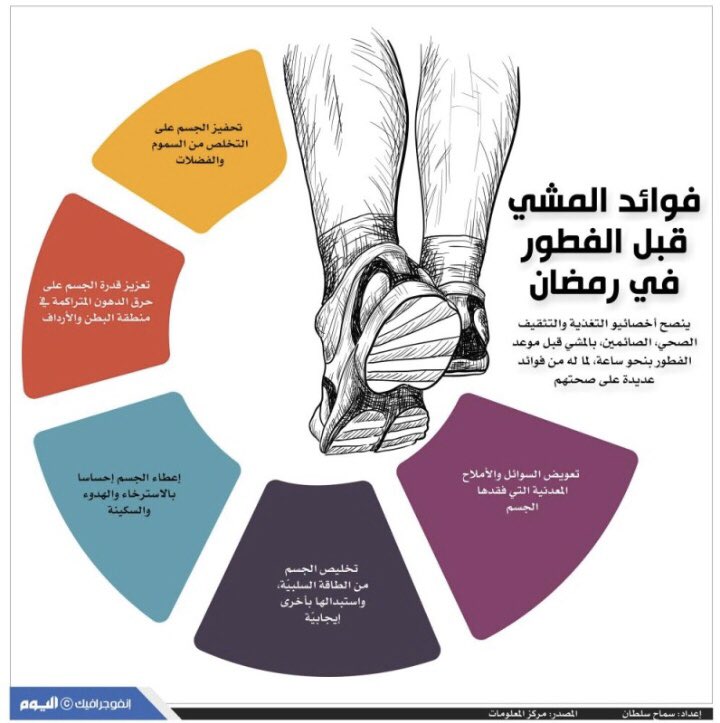 فوائد المشي
قبل الفطور
في رمضان
ينصح أخصائيو التغذية والتثقيف
الصحي، الصائمين، بالمشي قبل موعد
الفطور بنحو ساعة، لما له من فوائد
عديدة على صحتهم
تحفيز الجسم على
التخلص من السموم
والفضلات
تعزيز قدرة الجسم على
حرق الدهون المتراكمة في
منطقة البطن والأرداف
إعطاء الجسم إحساسا
بالاسترخاء والهدوء
والسكينة
تخليص الجسم
من الطاقة السلبيّة،
واستبدالها بأخرى
إيجابيّة
تعويض السوائل والأملاح
المعدنية التي فقدها
الجسم
إعداد: سماح سلطان
المصدر: مركز المعلومات
إنفوجرافيك © اليوم